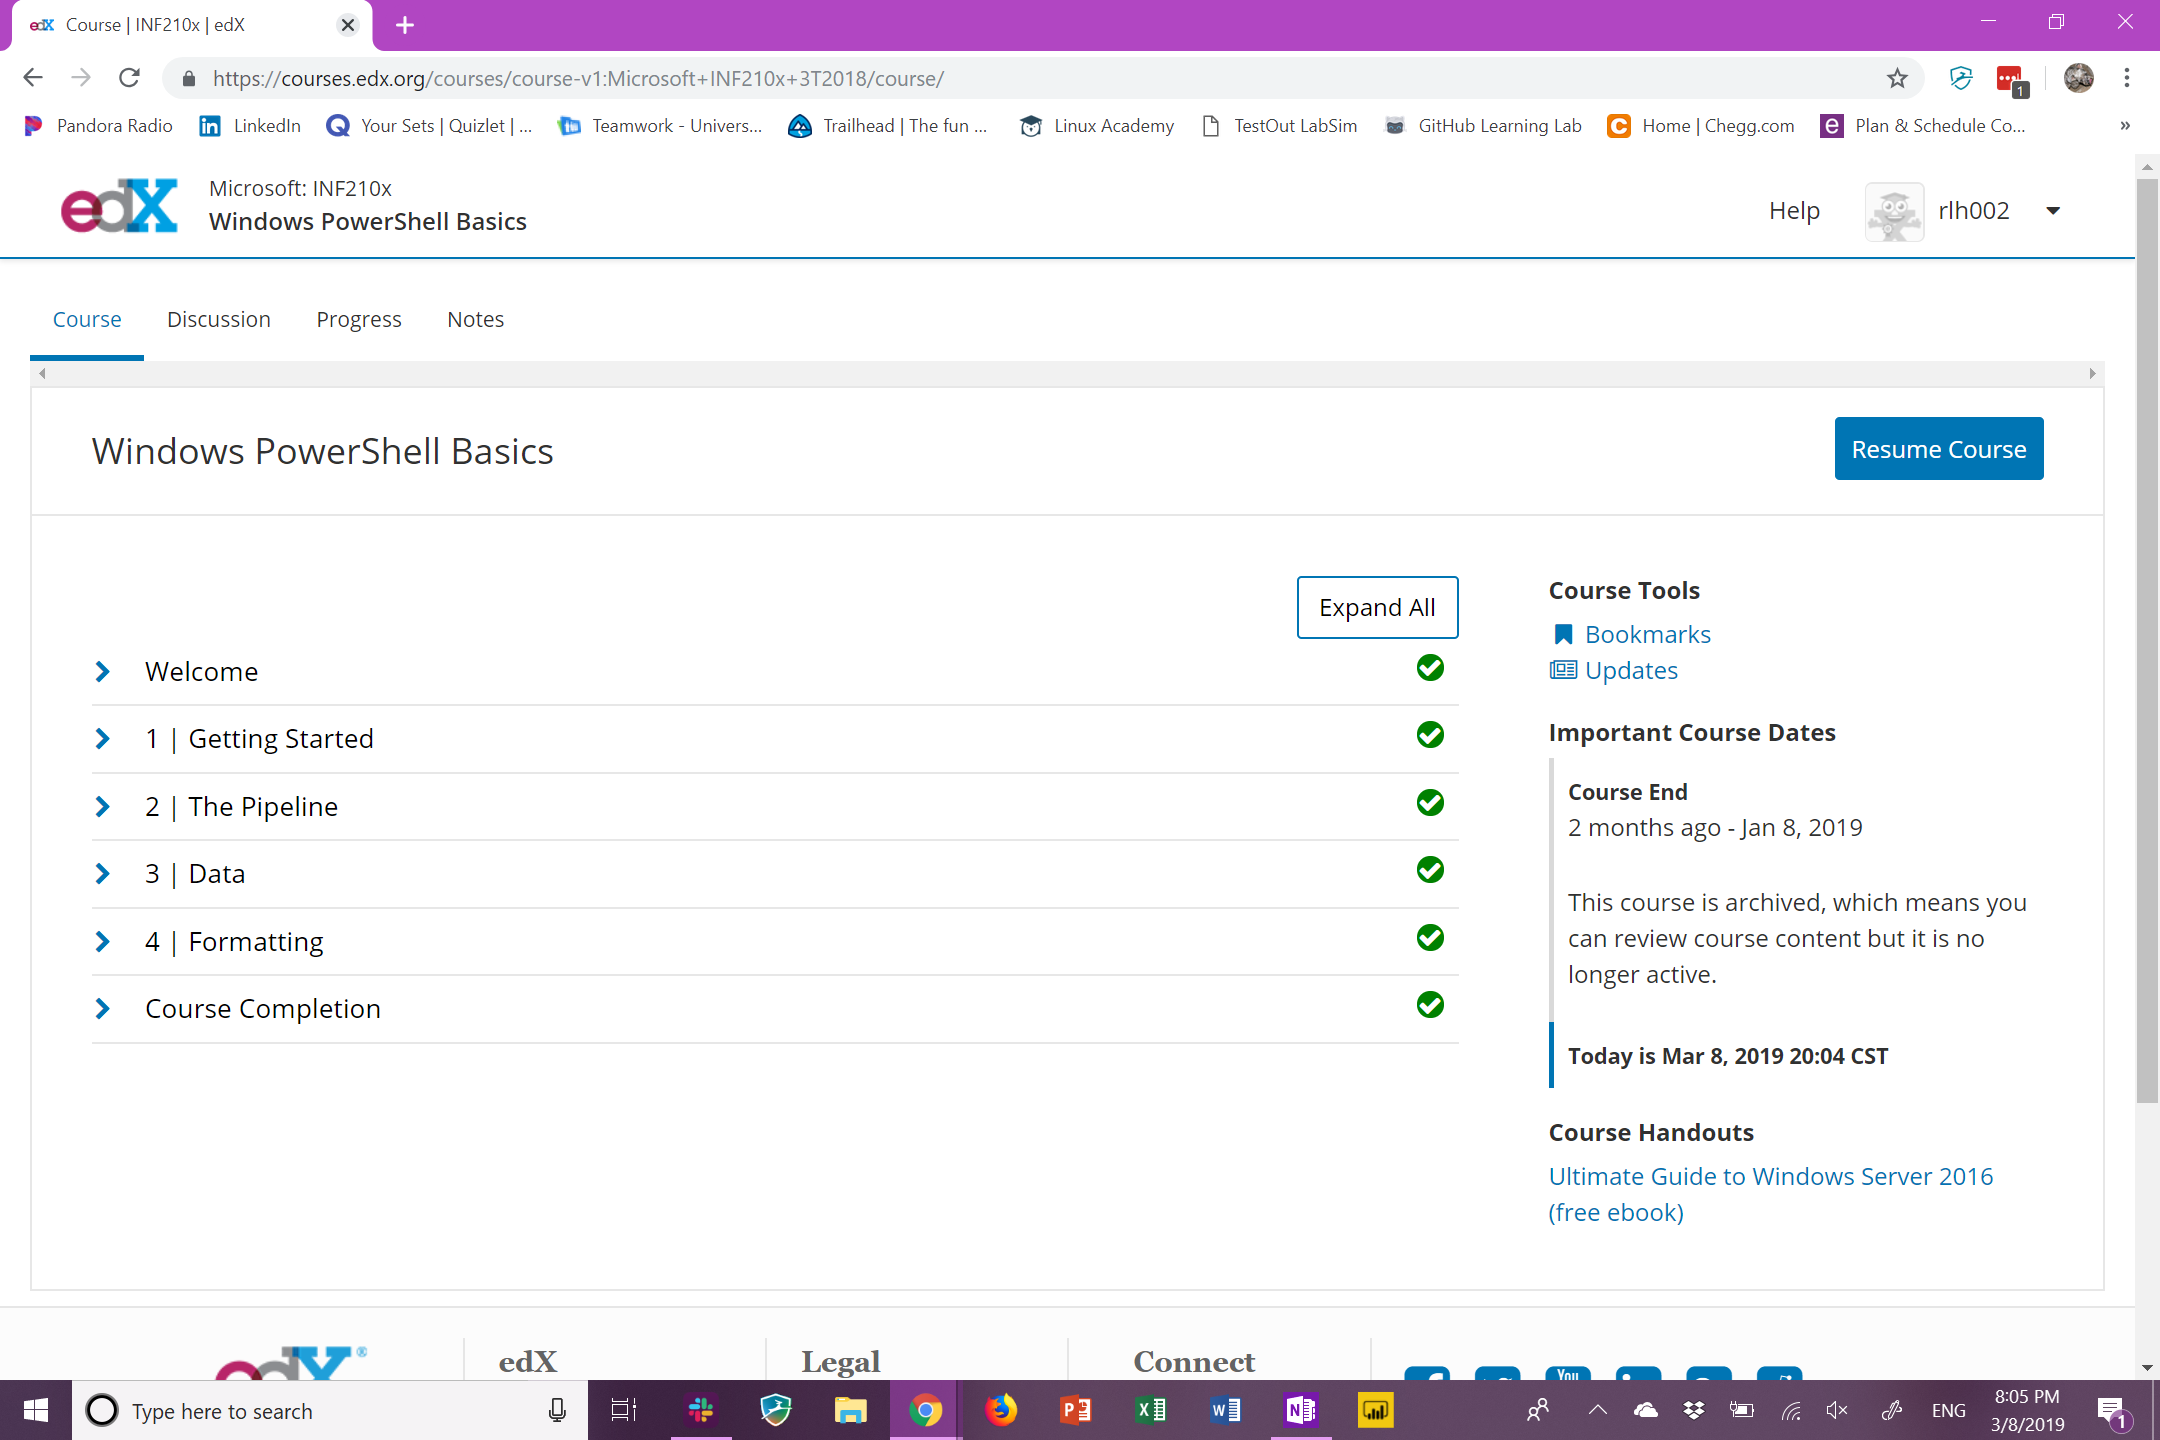 edX Course | INF210x | edX
https://courses.edx.org/courses/course-v1:Microsoft+INF210x+3T2018/course/
1
Pandora Radio LinkedIn Your Sets | Quizlet | ... Teamwork - Univers... Trailhead | The fun ... Linux Academy TestOut LabSim GitHub Learning Lab Home | Chegg.com Plan & Schedule Co... »
edX
Microsoft: INF210x
Windows PowerShell Basics
Help
rlh002
Course Discussion Progress Notes
Windows PowerShell Basics
Resume Course
Expand All
Welcome
1 | Getting Started
2 | The Pipeline
3 | Data
4 | Formatting
Course Completion
Course Tools
Bookmarks
Updates
Important Course Dates
Course End
2 months ago - Jan 8, 2019
This course is archived, which means you
can review course content but it is no
longer active.
Today is Mar 8, 2019 20:04 CST
Course Handouts
Ultimate Guide to Windows Server 2016
(free ebook)
edX®
edX
Legal
Connect
You
Type here to search
ENG
8:05 PM
3/8/2019
1